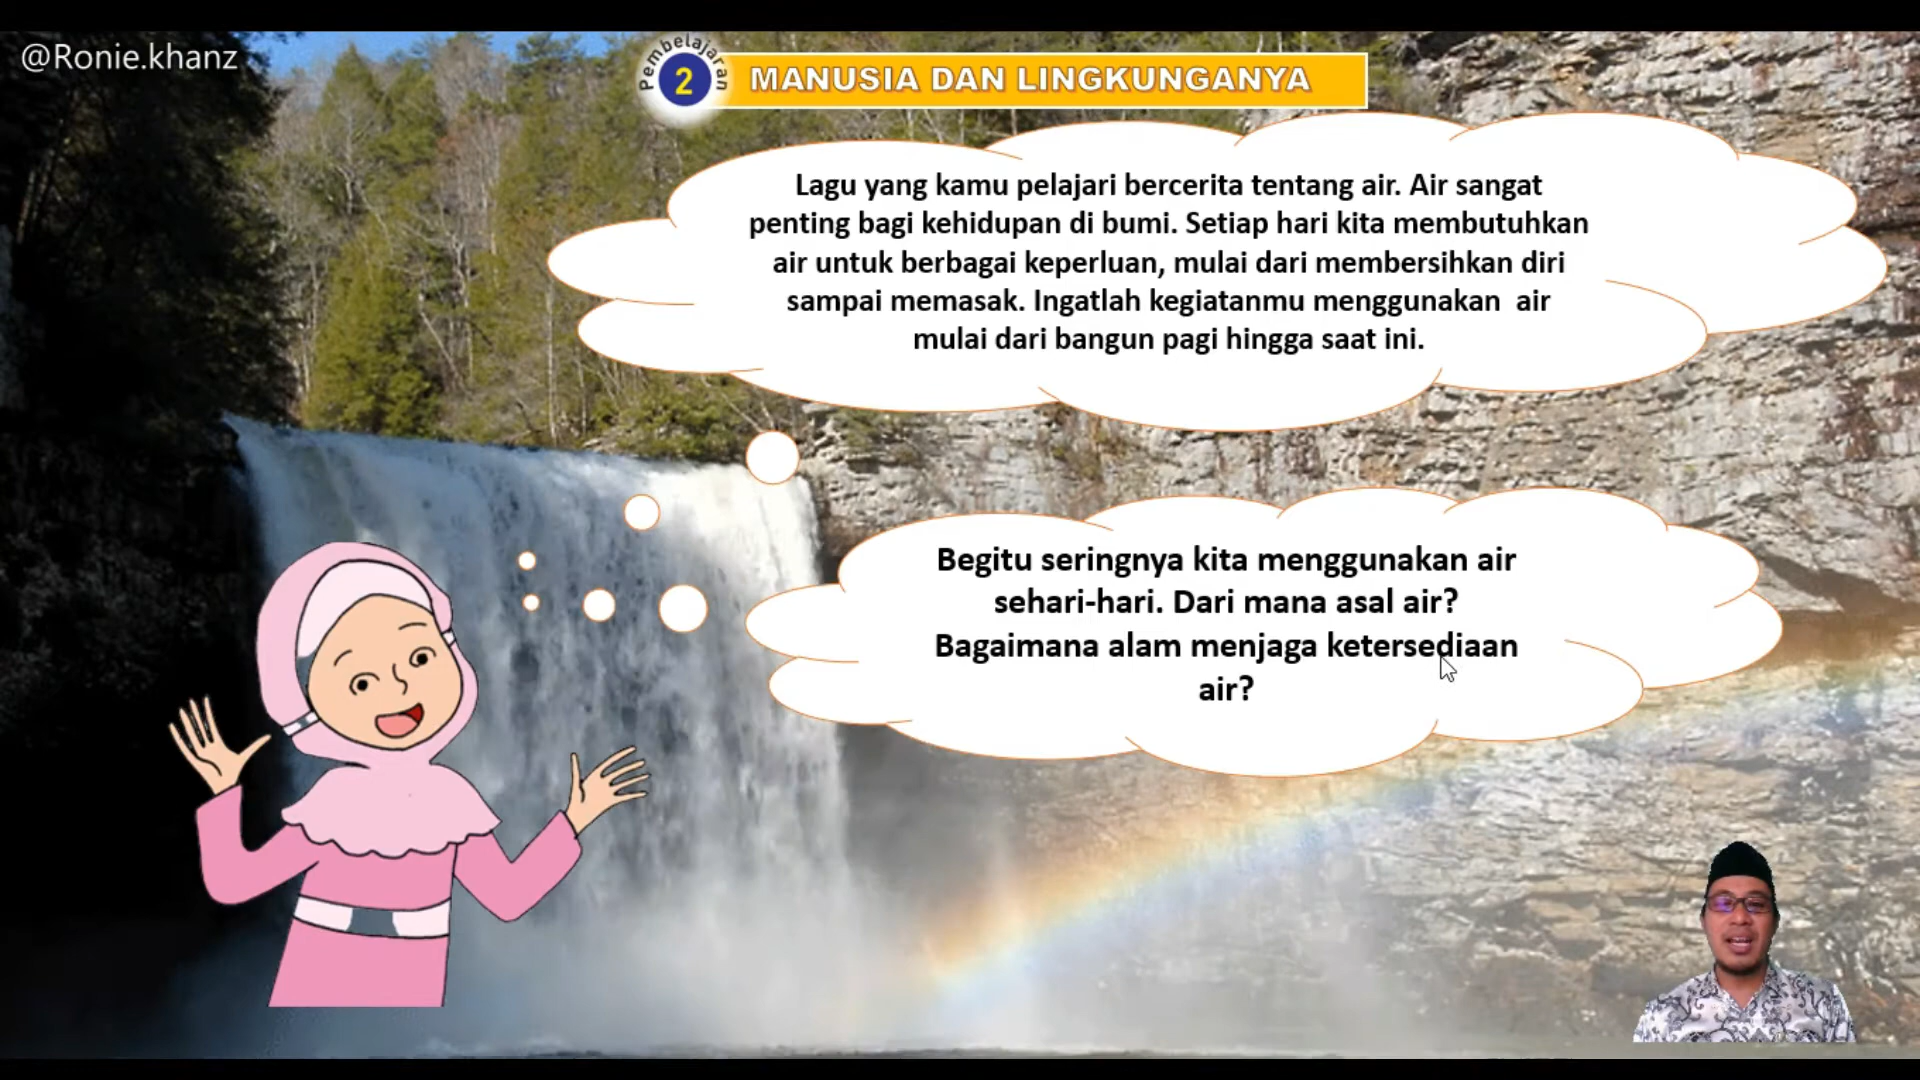 @Ronie.khanz
Pembelajaran
2
MANUSIA DAN LINGKUNGANYA
Lagu yang kamu pelajari bercerita tentang air. Air sangat
penting bagi kehidupan di bumi. Setiap hari kita membutuhkan
air untuk berbagai keperluan, mulai dari membersihkan diri
sampai memasak. Ingatlah kegiatanmu menggunakan  air
mulai dari bangun pagi hingga saat ini.
Begitu seringnya kita menggunakan air
sehari-hari. Dari mana asal air?
Bagaimana alam menjaga ketersediaan
air?